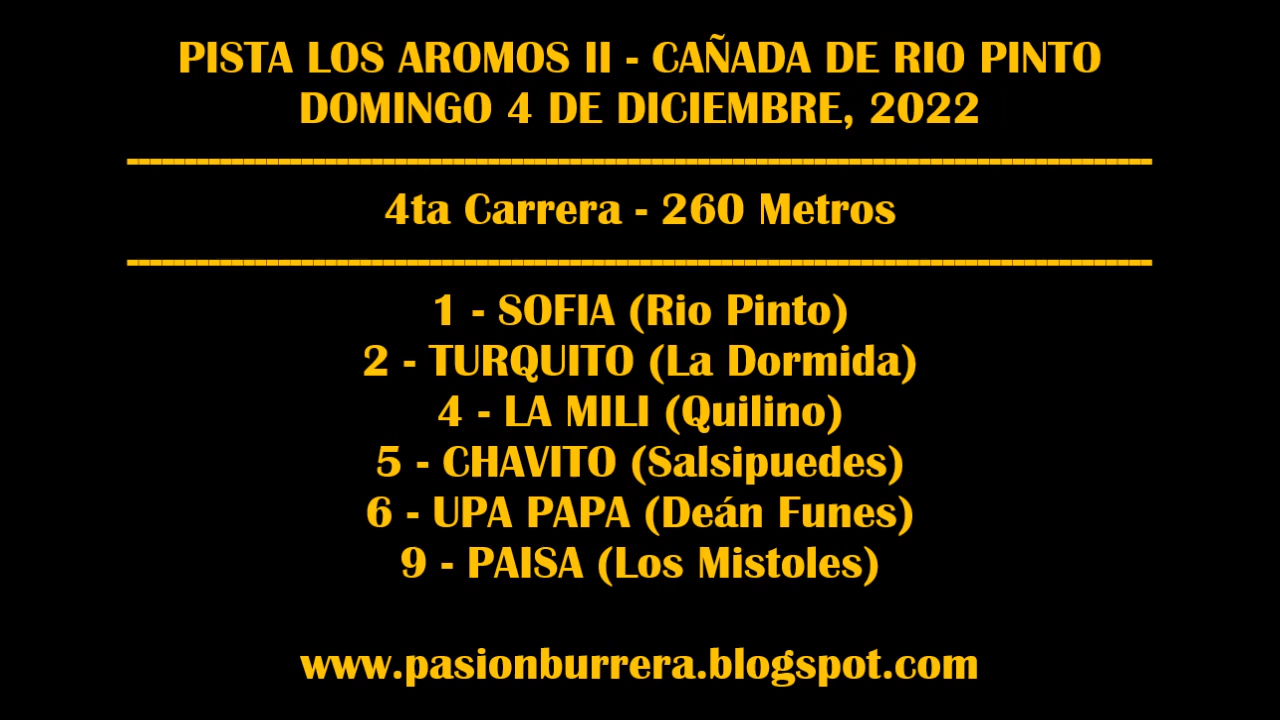 PISTA LOS AROMOS II - CAÑADA DE RIO PINTO
DOMINGO 4 DE DICIEMBRE, 2022
4ta Carrera - 260 Metros
1 - SOFIA (Rio Pinto)
2 - TURQUITO (La Dormida)
4 - LA MILI (Quilino)
5 - CHAVITO (Salsipuedes)
6 - UPA PAPA (Deán Funes)
9 - PAISA (Los Mistoles)
www.pasionburrera.blogspot.com